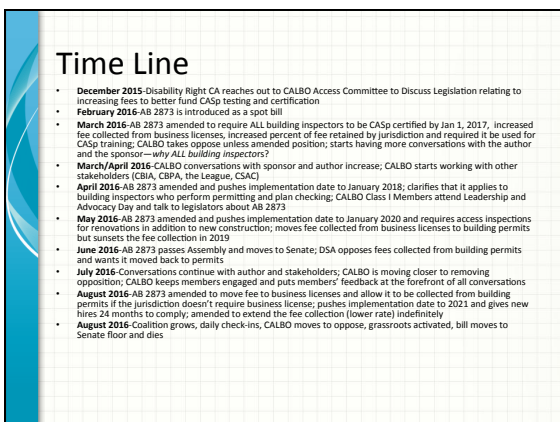 Time Line
• December 2015-Disability Right CA reaches out to CALBO Access Committee to Discuss Legislation relating to
increasing fees to better fund CASp testing and certification
• February 2016-AB 2873 is introduced as a spot bill
• March 2016-AB 2873 amended to require ALL building inspectors to be CASp certified by Jan 1, 2017, increased
fee collected from business licenses, increased percent of fee retained by jurisdiction and required it be used for
CASp training; CALBO takes oppose unless amended position; starts having more conversations with the author
and the sponsor—why ALL building inspectors?
• March/April 2016-CALBO conversations with sponsor and author increase; CALBO starts working with other
stakeholders (CBIA, CBPA, the League, CSAC)
• April 2016-AB 2873 amended and pushes implementation date to January 2018; clarifies that it applies to
building inspectors who perform permitting and plan checking; CALBO Class I Members attend Leadership and
Advocacy Day and talk to legislators about AB 2873
• May 2016-AB 2873 amended and pushes implementation date to January 2020 and requires access inspections
for renovations in addition to new construction; moves fee collected from business licenses to building permits
but sunsets the fee collection in 2019
• June 2016-AB 2873 passes Assembly and moves to Senate; DSA opposes fees collected from building permits
and wants it moved back to permits
• July 2016-Conversations continue with author and stakeholders; CALBO is moving closer to removing
opposition; CALBO keeps members engaged and puts members' feedback at the forefront of all conversations
• August 2016-AB 2873 amended to move fee to business licenses and allow it to be collected from building
permits if the jurisdiction doesn't require business license; pushes implementation date to 2021 and gives new
hires 24 months to comply; amended to extend the fee collection (lower rate) indefinitely
• August 2016-Coalition grows, daily check-ins, CALBO moves to oppose, grassroots activated, bill moves to
Senate floor and dies